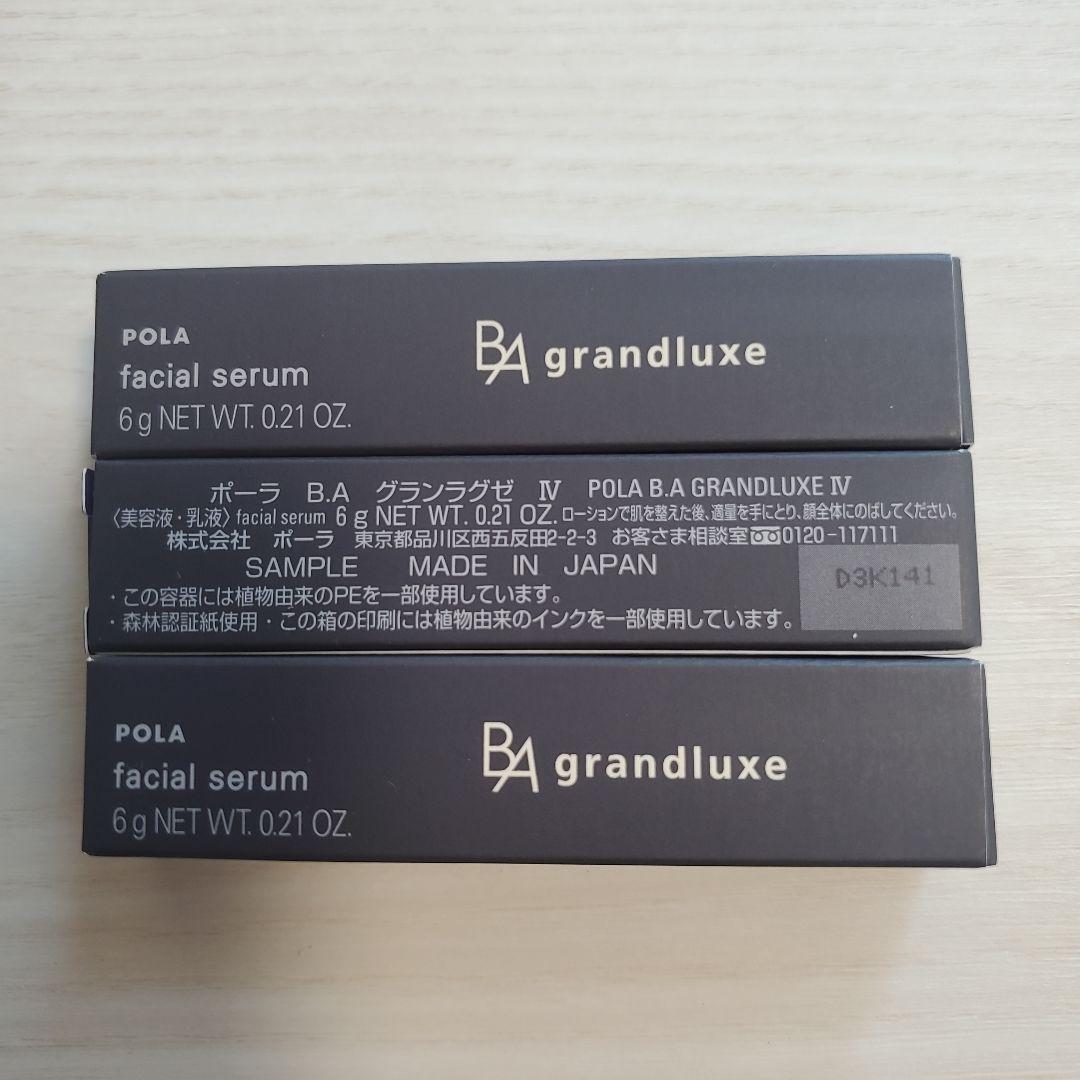 POLA
facial serum
6 g NET WT. 0.21 OZ.
BA grandluxe
ポーラ B.A グランラグゼ Ⅳ POLA B.A GRANDLUXE Ⅳ
〈美容液・乳液〉 facial serum 6 g NET WT. 0.21 OZ. ローションで肌を整えた後、適量を手にとり、顔全体にのばしてください。
株式会社 ポーラ 東京都品川区西五反田2-2-3 お客さま相談室 0120-117111
SAMPLE MADE IN JAPAN
D3K141
・この容器には植物由来のPEを一部使用しています。
・森林認証紙使用・この箱の印刷には植物由来のインクを一部使用しています。
POLA
facial serum
6 g NET WT. 0.21 OZ.
BA grandluxe